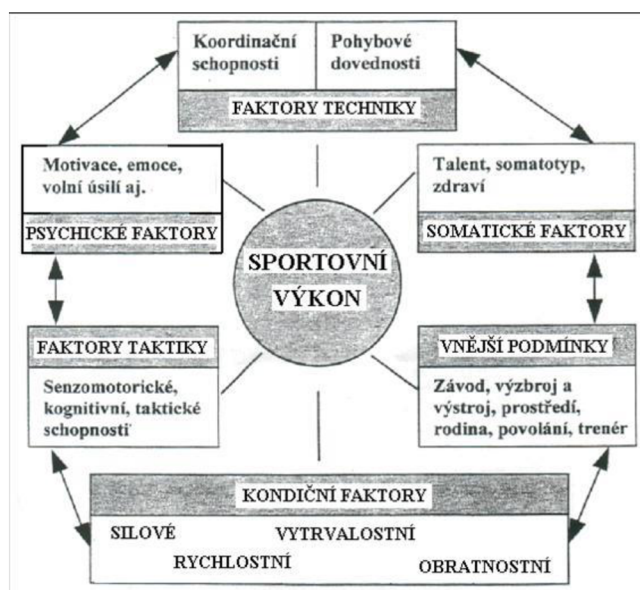 Koordinační
schopnosti
Pohybové
dovednosti
FAKTORY TECHNIKY
Motivace, emoce,
volní úsilí aj.
PSYCHICKÉ FAKTORY
Talent, somatotyp,
zdraví
SOMATICKÉ FAKTORY
SPORTOVNÍ
VÝKON
FAKTORY TAKTIKY
Senzomotorické,
kognitivní, taktické
schopnosti
VNĚJŠÍ PODMÍNKY
Závod, výzbroj a
výstroj, prostředí,
rodina, povolání, trenér
KONDIČNÍ FAKTORY
SILOVÉ
VYTRVALOSTNÍ
RYCHLOSTNÍ
OBRATNOSTNÍ